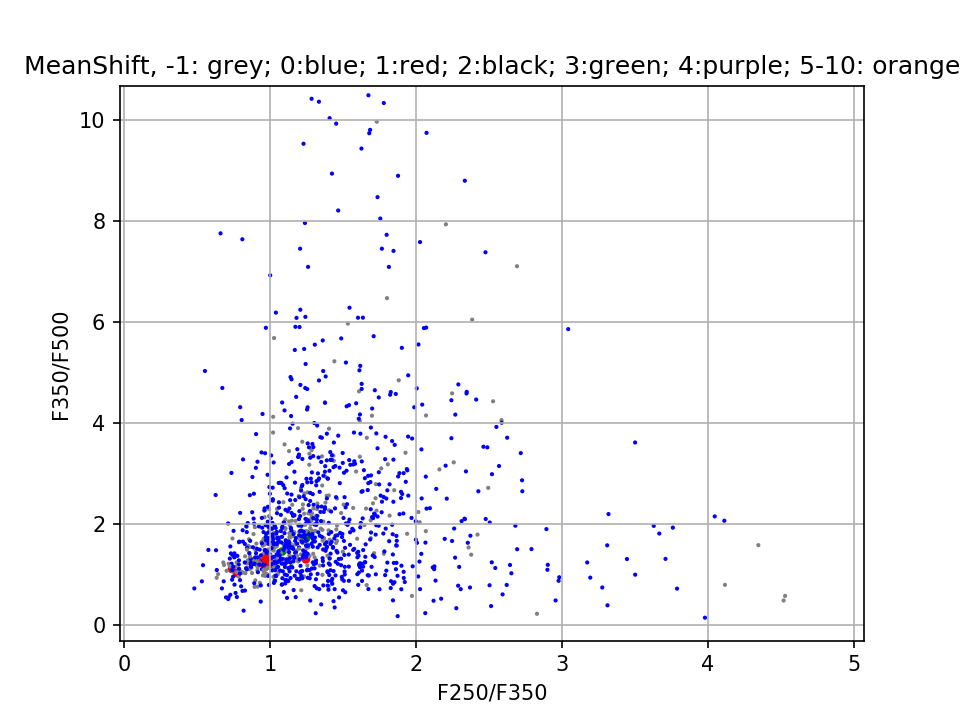 MeanShift, -1: grey; 0:blue; 1:red; 2:black; 3:green; 4:purple; 5-10: orange
10
8
6
4
2
0
F350/F500
0 1 2 3 4 5
F250/F350